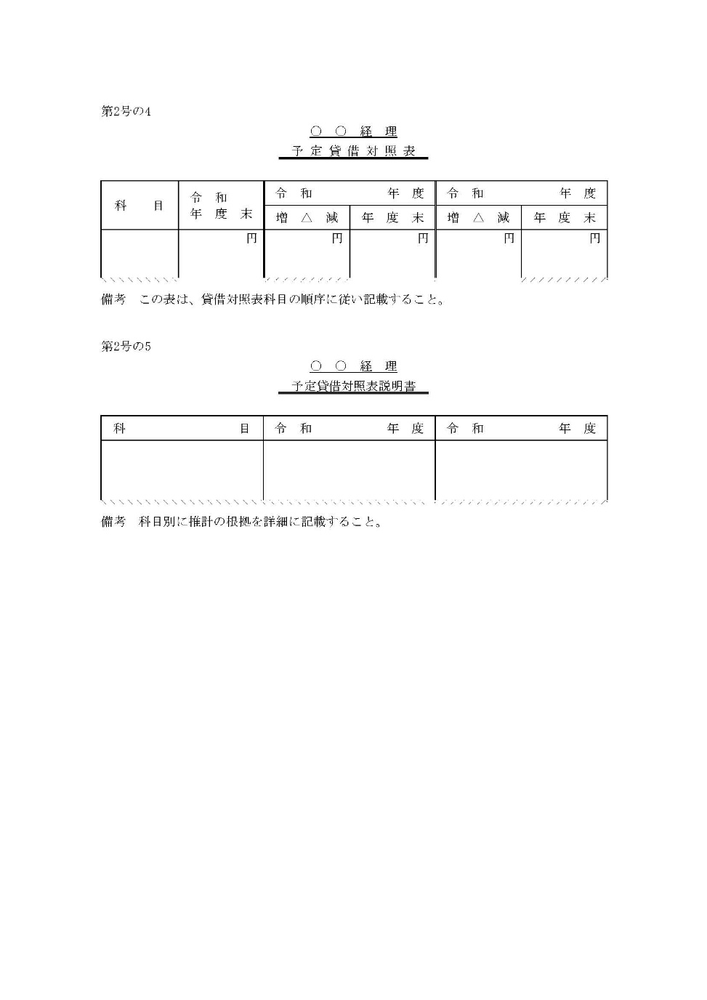 第2号の4
○ ○ 経 理
予 定 貸 借 対 照 表
科 目 令 和 令 和 年 度 令 和 年 度
年 度 末 増 △ 減 年 度 末 増 △ 減 年 度 末
円 円 円 円 円
備考 この表は、貸借対照表科目の順序に従い記載すること。
第2号の5
○ ○ 経 理
予定貸借対照表説明書
科 目 令 和 年 度 令 和 年 度
備考 科目別に推計の根拠を詳細に記載すること。